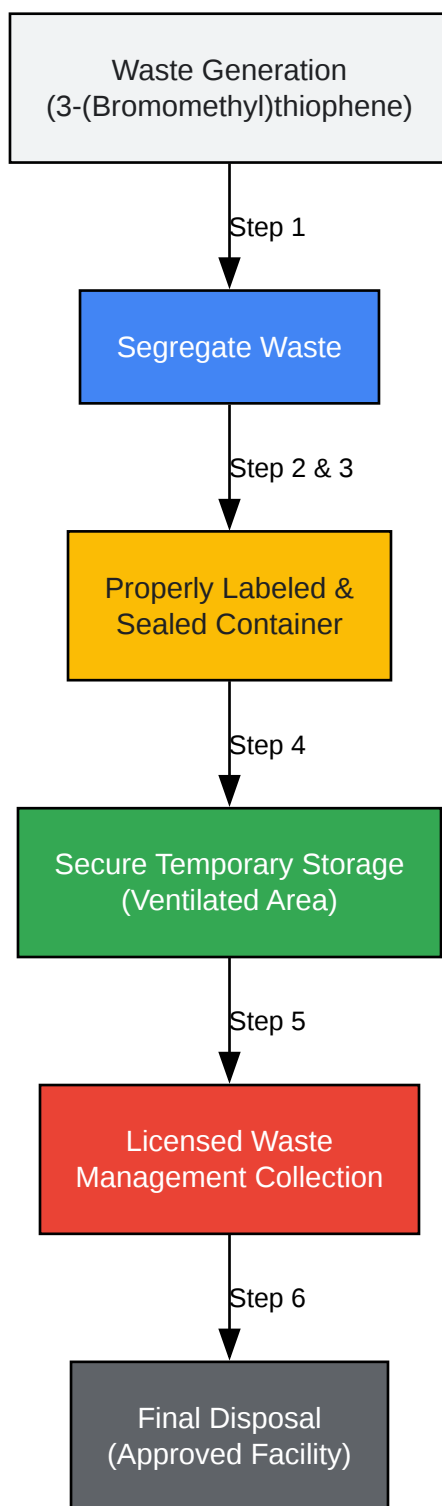 Waste Generation
(3-(Bromomethyl)thiophene)
Step 1
Segregate Waste
Step 2 & 3
Properly Labeled &
Sealed Container
Step 4
Secure Temporary Storage
(Ventilated Area)
Step 5
Licensed Waste
Management Collection
Step 6
Final Disposal
(Approved Facility)